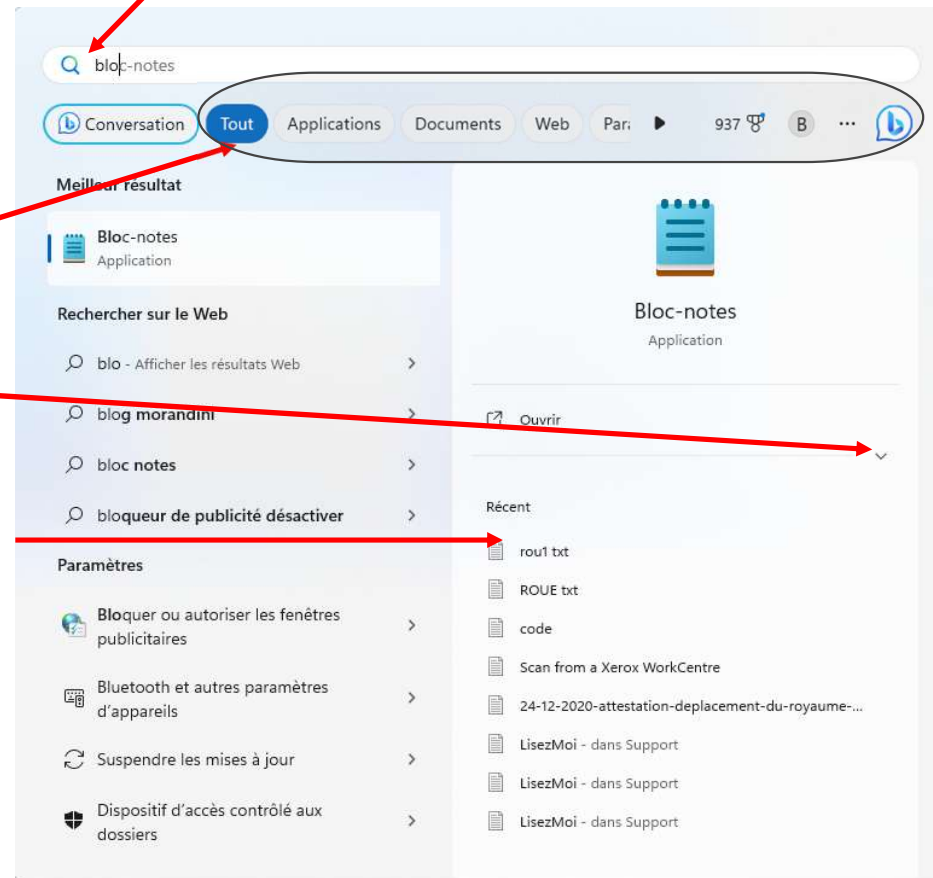 bloc-notes
Conversation Tout Applications Documents Web Par 937 B ...
Meilleur résultat
Bloc-notes
Application
Rechercher sur le Web
blo - Afficher les résultats Web
blog morandini
bloc notes
bloqueur de publicité désactiver
Paramètres
Bloquer ou autoriser les fenêtres
publicitaires
Bluetooth et autres paramètres
d'appareils
Suspendre les mises à jour
Dispositif d'accès contrôlé aux
dossiers
Bloc-notes
Application
Ouvrir
Récent
rou1 txt
ROUE txt
code
Scan from a Xerox WorkCentre
24-12-2020-attestation-deplacement-du-royaume-...
LisezMoi - dans Support
LisezMoi - dans Support
LisezMoi - dans Support